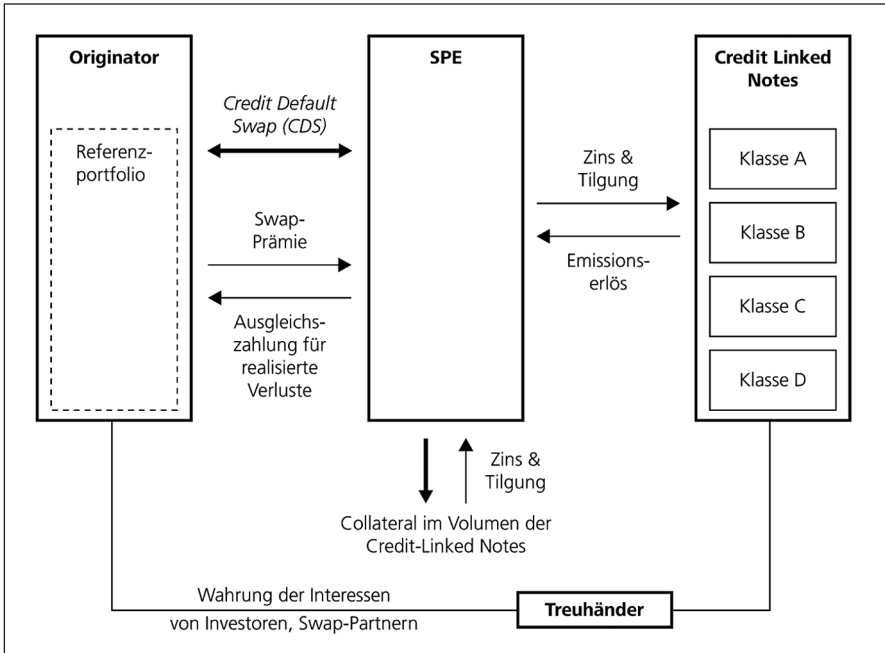 Originator
SPE
Credit Linked
Notes
Credit Default
Swap (CDS)
Referenz-
portfolio
Swap-
Prämie
Ausgleichs-
zahlung für
realisierte
Verluste
Zins &
Tilgung
Emissions-
erlös
Klasse A
Klasse B
Klasse C
Klasse D
Zins &
Tilgung
Collateral im Volumen der
Credit-Linked Notes
Wahrung der Interessen
von Investoren, Swap-Partnern
Treuhänder